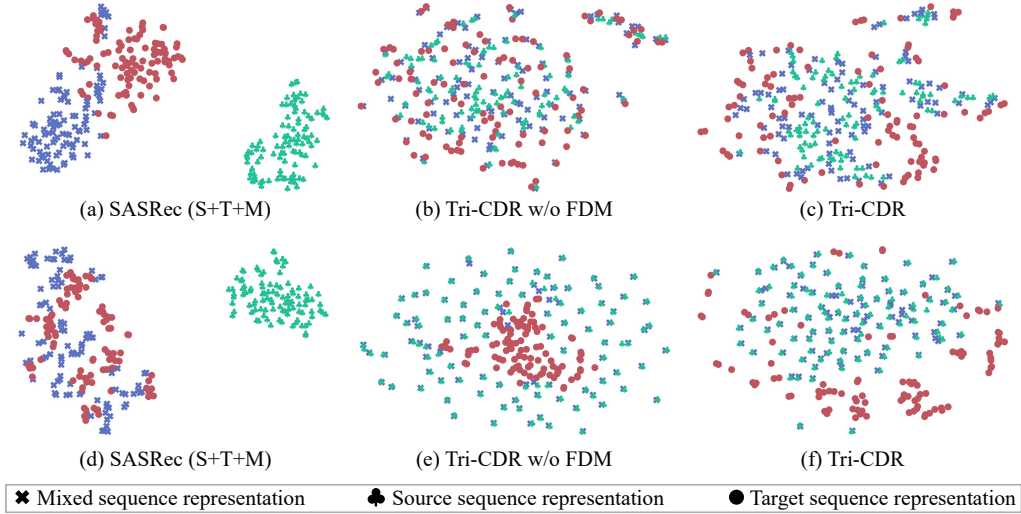 (a) SASRec (S+T+M) (b) Tri-CDR w/o FDM (c) Tri-CDR
(d) SASRec (S+T+M) (e) Tri-CDR w/o FDM (f) Tri-CDR
Mixed sequence representation Source sequence representation Target sequence representation